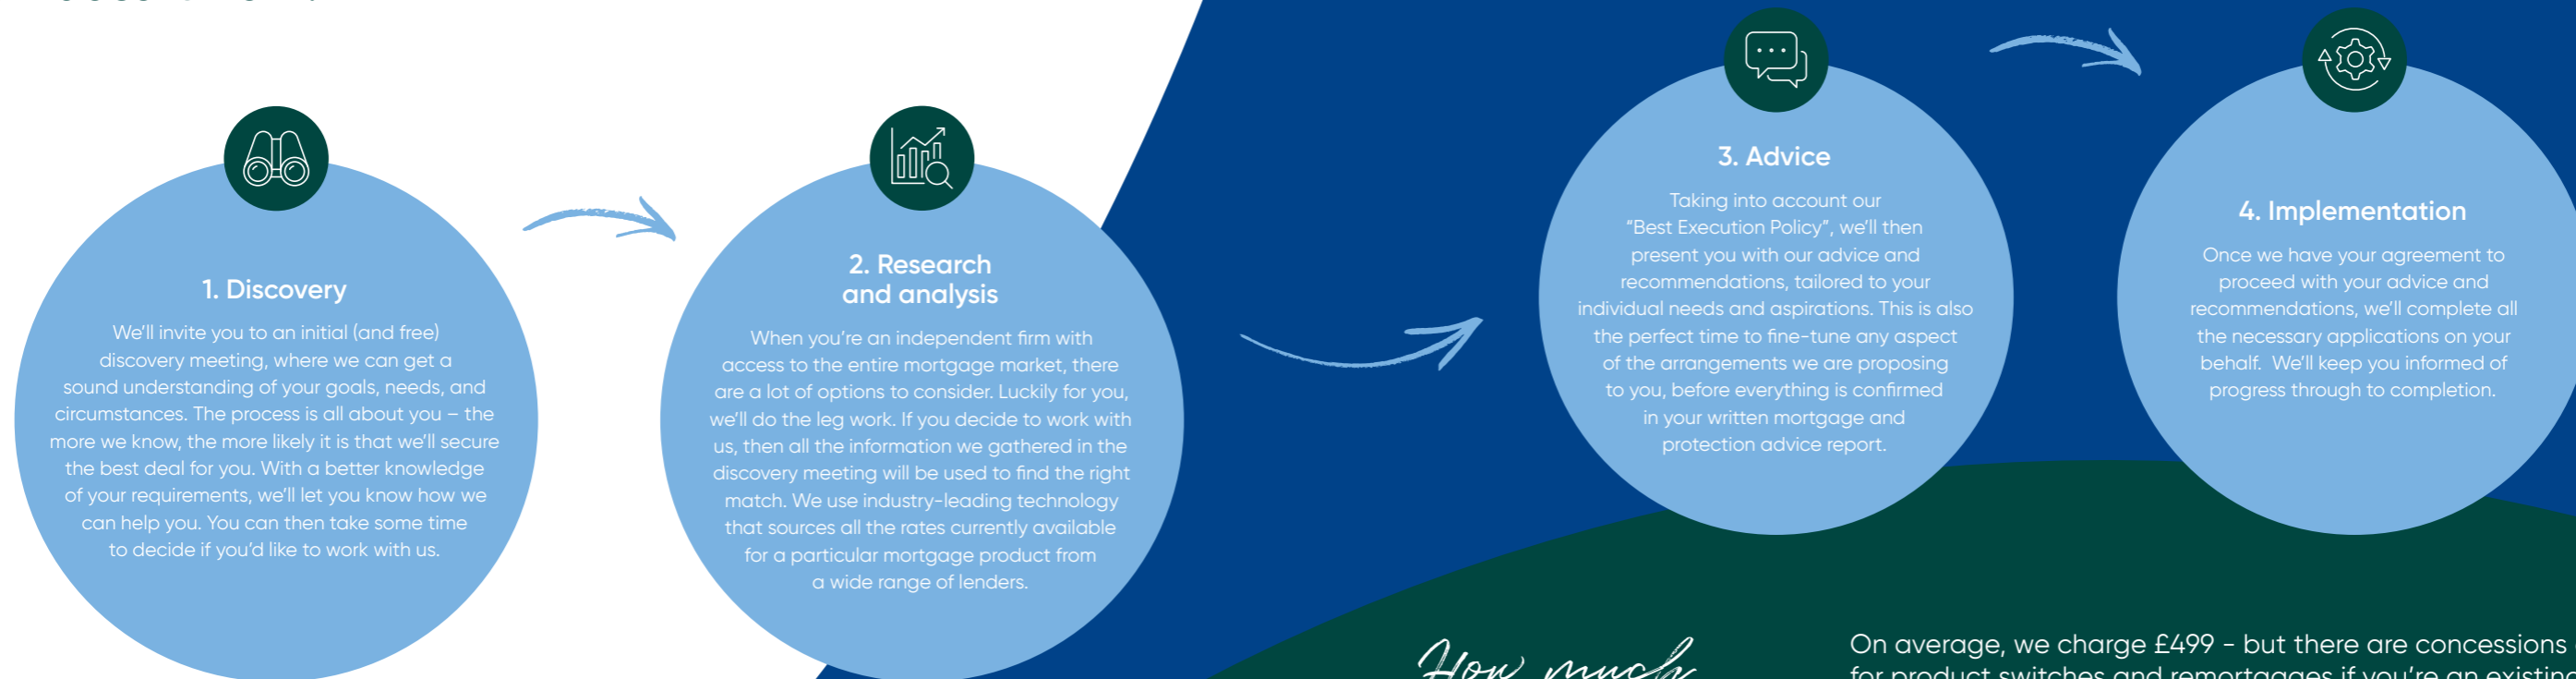 1. Discovery
We'll invite you to an initial (and free)
discovery meeting, where we can get a
sound understanding of your goals, needs, and
circumstances. The process is all about you – the
more we know, the more likely it is that we'll secure
the best deal for you. With a better knowledge
of your requirements, we'll let you know how we
can help you. You can then take some time
to decide if you'd like to work with us.
2. Research
and analysis
When you're an independent firm with
access to the entire mortgage market, there
are a lot of options to consider. Luckily for you,
we'll do the leg work. If you decide to work with
us, then all the information we gathered in the
discovery meeting will be used to find the right
match. We use industry-leading technology
that sources all the rates currently available
for a particular mortgage product from
a wide range of lenders.
3. Advice
Taking into account our
"Best Execution Policy", we'll then
present you with our advice and
recommendations, tailored to your
individual needs and aspirations. This is also
the perfect time to fine-tune any aspect
of the arrangements we are proposing
to you, before everything is confirmed
in your written mortgage and
protection advice report.
4. Implementation
Once we have your agreement to
proceed with your advice and
recommendations, we'll complete all
the necessary applications on your
behalf.  We'll keep you informed of
progress through to completion.
How much
On average, we charge £499 - but there are concessions
for product switches and remortgages if you're an existing